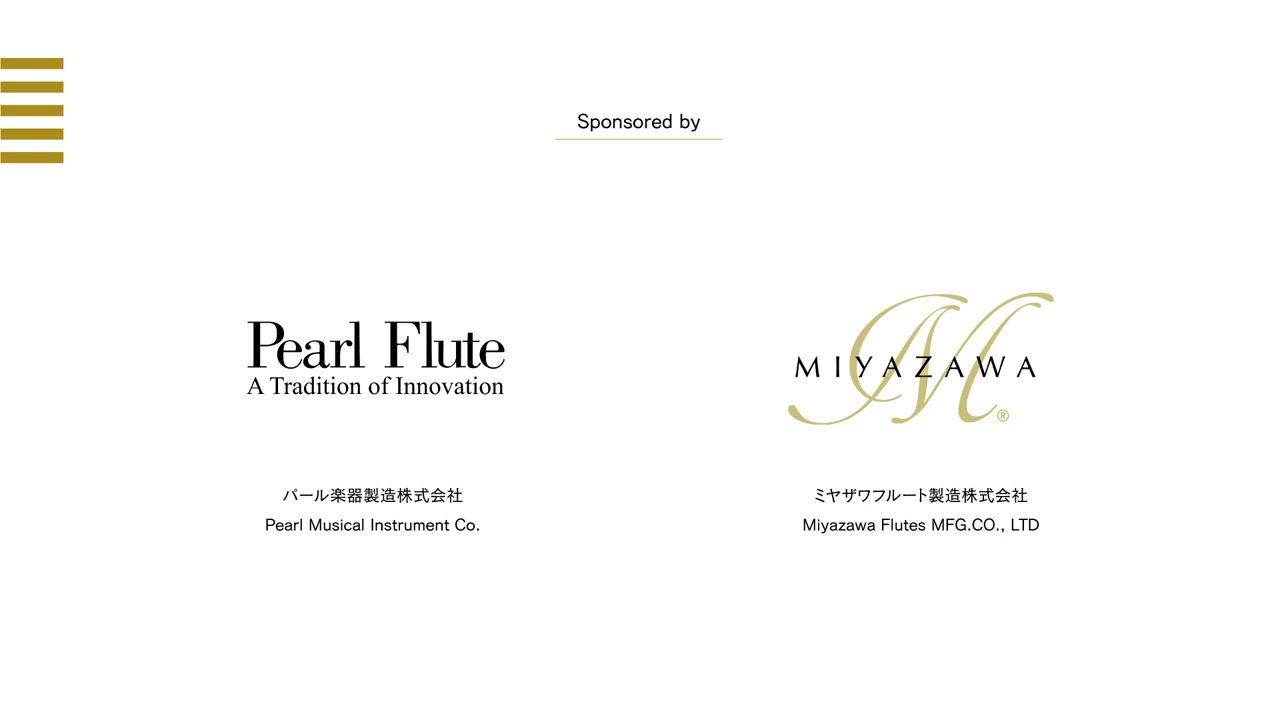 Sponsored by
Pearl Flute
A Tradition of Innovation
パール楽器製造株式会社
Pearl Musical Instrument Co.
M
MIYAZAWA
®
ミヤザワフルート製造株式会社
Miyazawa Flutes MFG.CO., LTD